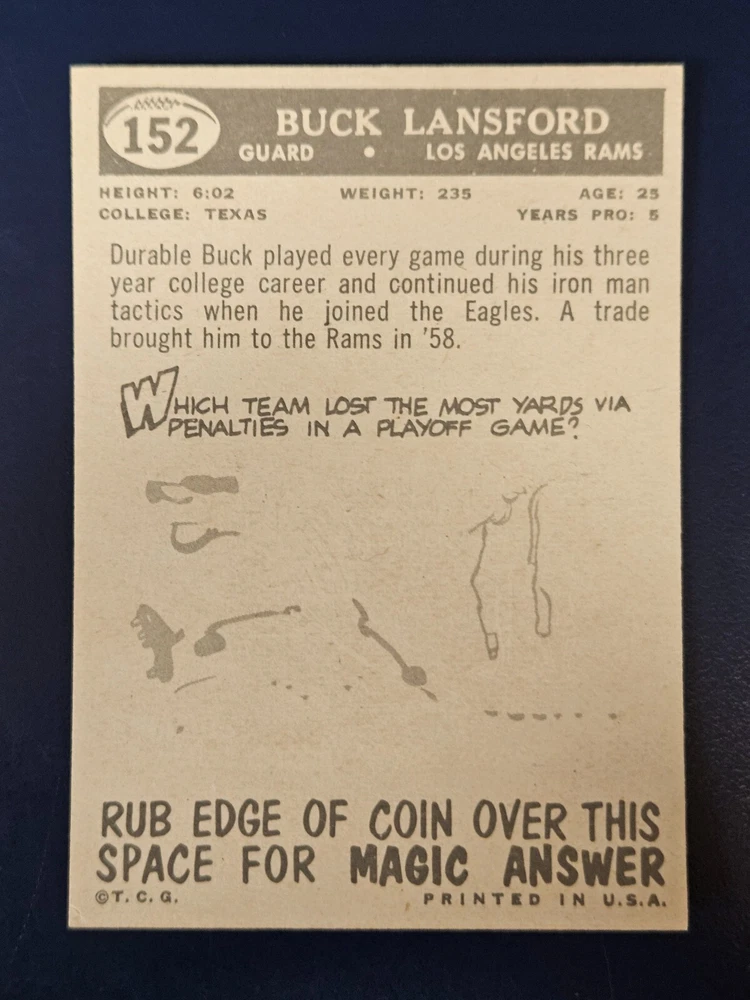 152
BUCK LANSFORD
GUARD • LOS ANGELES RAMS
HEIGHT: 6:02 WEIGHT: 235 AGE: 25
COLLEGE: TEXAS YEARS PRO: 5
Durable Buck played every game during his three
year college career and continued his iron man
tactics when he joined the Eagles. A trade
brought him to the Rams in '58.
WHICH TEAM LOST THE MOST YARDS VIA
PENALTIES IN A PLAYOFF GAME?
RUB EDGE OF COIN OVER THIS
SPACE FOR MAGIC ANSWER
©T. C. G. PRINTED IN U.S.A.